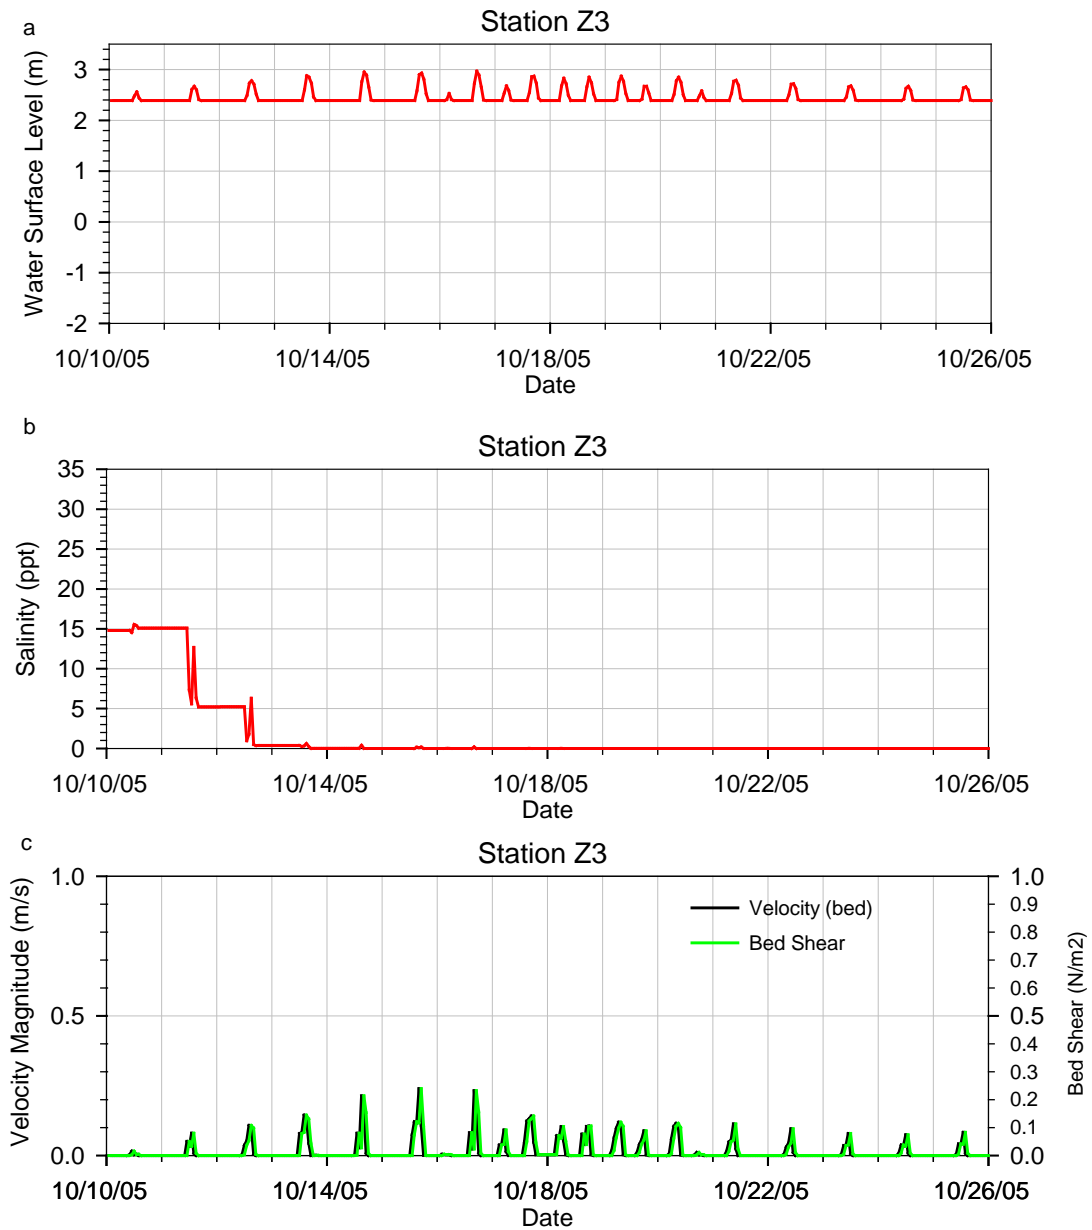 a
Station Z3
Water Surface Level (m)
3
2
1
0
-1
-2
10/10/05 10/14/05 10/18/05 10/22/05 10/26/05
Date
b
Station Z3
Salinity (ppt)
35
30
25
20
15
10
5
0
10/10/05 10/14/05 10/18/05 10/22/05 10/26/05
Date
c
Station Z3
Velocity Magnitude (m/s)
1.0
0.5
0.0
Velocity (bed)
Bed Shear
1.0
0.9
0.8
0.7
0.6
0.5
0.4
0.3
0.2
0.1
0.0
Bed Shear (N/m2)
10/10/05 10/14/05 10/18/05 10/22/05 10/26/05
Date